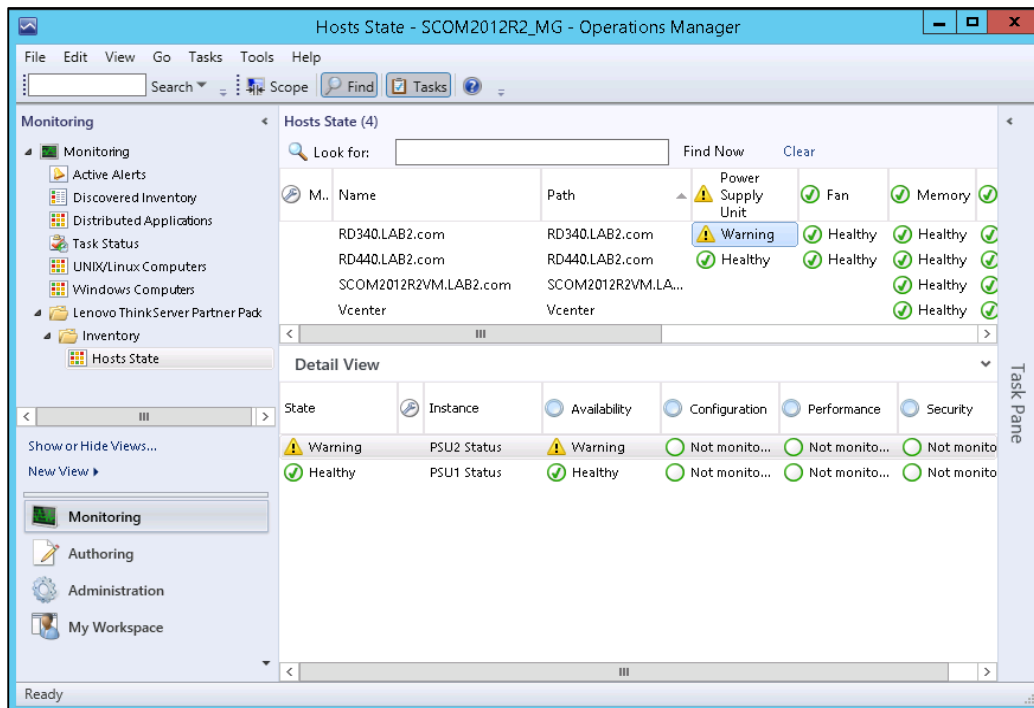 Hosts State - SCOM2012R2_MG - Operations Manager
File Edit View Go Tasks Tools Help
Search Scope Find Tasks
Monitoring
Monitoring
Active Alerts
Discovered Inventory
Distributed Applications
Task Status
UNIX/Linux Computers
Windows Computers
Lenovo ThinkServer Partner Pack
Inventory
Hosts State
Show or Hide Views...
New View
Monitoring
Authoring
Administration
My Workspace
Hosts State (4)
Look for: Find Now Clear
M.. Name Path Power Supply Unit Fan Memory
RD340.LAB2.com RD340.LAB2.com Warning Healthy Healthy
RD440.LAB2.com RD440.LAB2.com Healthy Healthy Healthy
SCOM2012R2VM.LAB2.com SCOM2012R2VM.LA... Healthy
Vcenter Vcenter Healthy
Detail View
State Instance Availability Configuration Performance Security
Warning PSU2 Status Warning Not monito... Not monito... Not monito
Healthy PSU1 Status Healthy Not monito... Not monito... Not monito
Task Pane
Ready